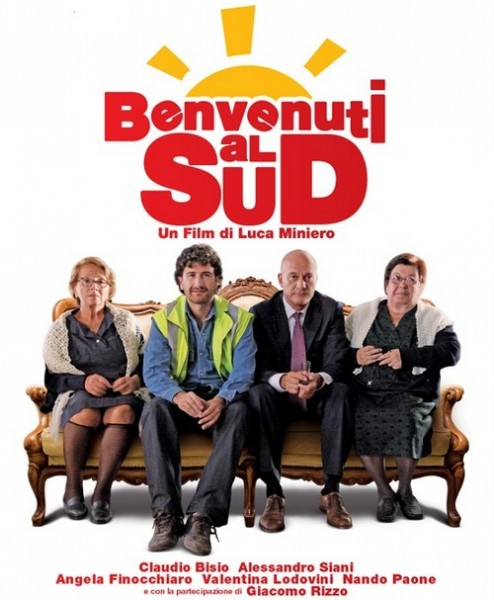 Benvenuti
al
Sud
Un Film di Luca Miniero
Claudio Bisio Alessandro Siani
Angela Finocchiaro Valentina Lodovini Nando Paone
e con la partecipazione di Giacomo Rizzo